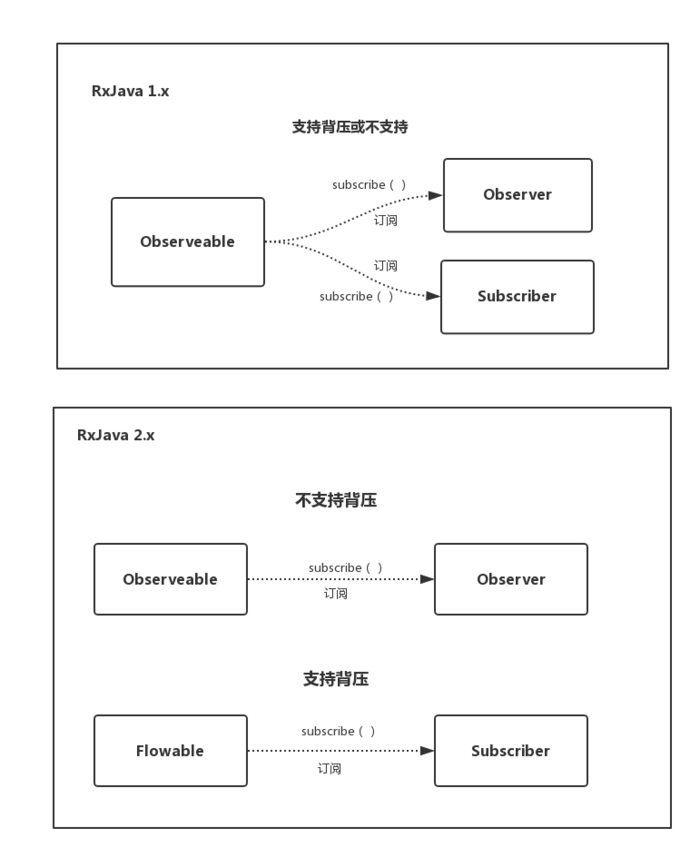 RxJava 1.x
支持背压或不支持
subscribe（ ）
Observer
订阅
Observeable
订阅
subscribe（ ）
Subscriber
RxJava 2.x
不支持背压
Observeable
subscribe（ ）
订阅
Observer
支持背压
Flowable
subscribe（ ）
订阅
Subscriber